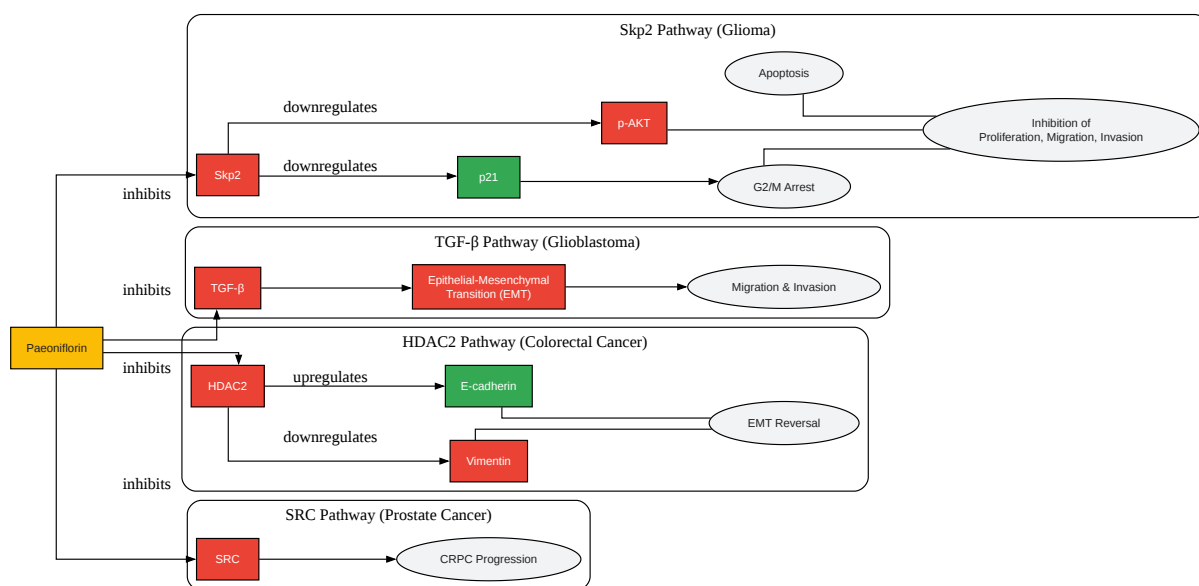 Skp2 Pathway (Glioma)
Apoptosis
downregulates
p-AKT
Inhibition of
Proliferation, Migration, Invasion
Skp2
downregulates
p21
G2/M Arrest
inhibits
TGF-β Pathway (Glioblastoma)
inhibits
TGF-β
Epithelial-Mesenchymal
Transition (EMT)
Migration & Invasion
Paeoniflorin
HDAC2 Pathway (Colorectal Cancer)
inhibits
HDAC2
upregulates
E-cadherin
EMT Reversal
downregulates
Vimentin
inhibits
SRC Pathway (Prostate Cancer)
SRC
CRPC Progression